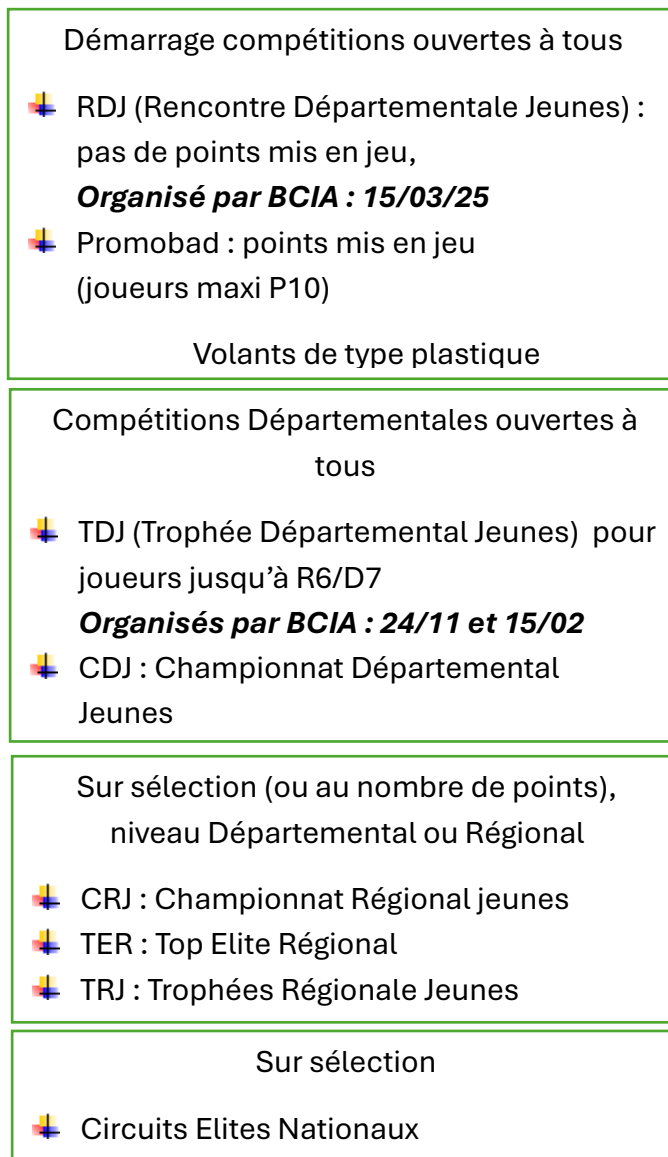 Démarrage compétitions ouvertes à tous
RDJ (Rencontre Départementale Jeunes) :
pas de points mis en jeu,
Organisé par BCIA : 15/03/25
Promobad : points mis en jeu
(joueurs maxi P10)
Volants de type plastique
Compétitions Départementales ouvertes à
tous
TDJ (Trophée Départemental Jeunes)  pour
joueurs jusqu’à R6/D7
Organisés par BCIA : 24/11 et 15/02
CDJ : Championnat Départemental
Jeunes
Sur sélection (ou au nombre de points),
niveau Départemental ou Régional
CRJ : Championnat Régional jeunes
TER : Top Elite Régional
TRJ : Trophées Régionale Jeunes
Sur sélection
Circuits Elites Nationaux